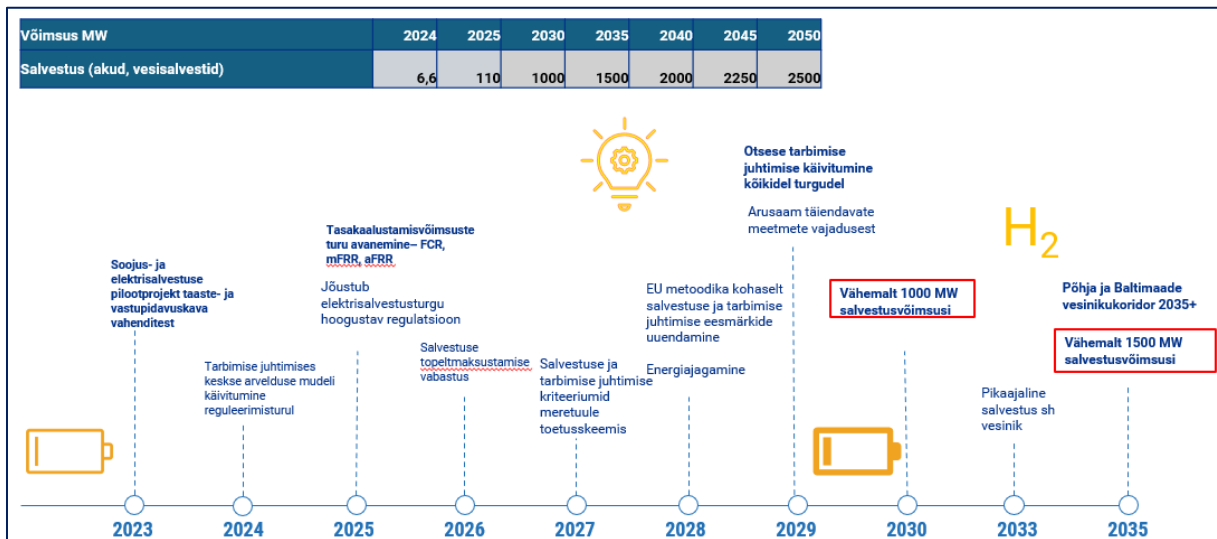 Võimsus MW 2024 2025 2030 2035 2040 2045 2050
Salvestus (akud, vesisalvestid) 6,6 110 1000 1500 2000 2250 2500
Soojus- ja
elektrisalvestuse
pilootprojekt taaste- ja
vastupidavuskava
vahenditest
Tarbimise juhtimises
keskse arvelduse mudeli
käivitumine
reguleerimisturul
Tasakaalustamisvõimsuste
turu avanemine– FCR,
mFRR, aFRR
Jõustub
elektrisalvestusturgu
hoogustav regulatsioon
Salvestuse
topeltmaksustamise
vabastus
Salvestuse ja
tarbimise juhtimise
kriteeriumid
meretuule
toetusskeemis
EU metoodika kohaselt
salvestuse ja tarbimise
juhtimise eesmärkide
uuendamine
Energiajagamine
Otsese tarbimise
juhtimise käivitumine
kõikidel turgudel
Arusaam täiendavate
meetmete vajadusest
Vähemalt 1000 MW
salvestusvõimsusi
H2
Pikaajaline
salvestus sh
vesinik
Põhja ja Baltimaade
vesinikukoridor 2035+
Vähemalt 1500 MW
salvestusvõimsusi
2023 2024 2025 2026 2027 2028 2029 2030 2033 2035